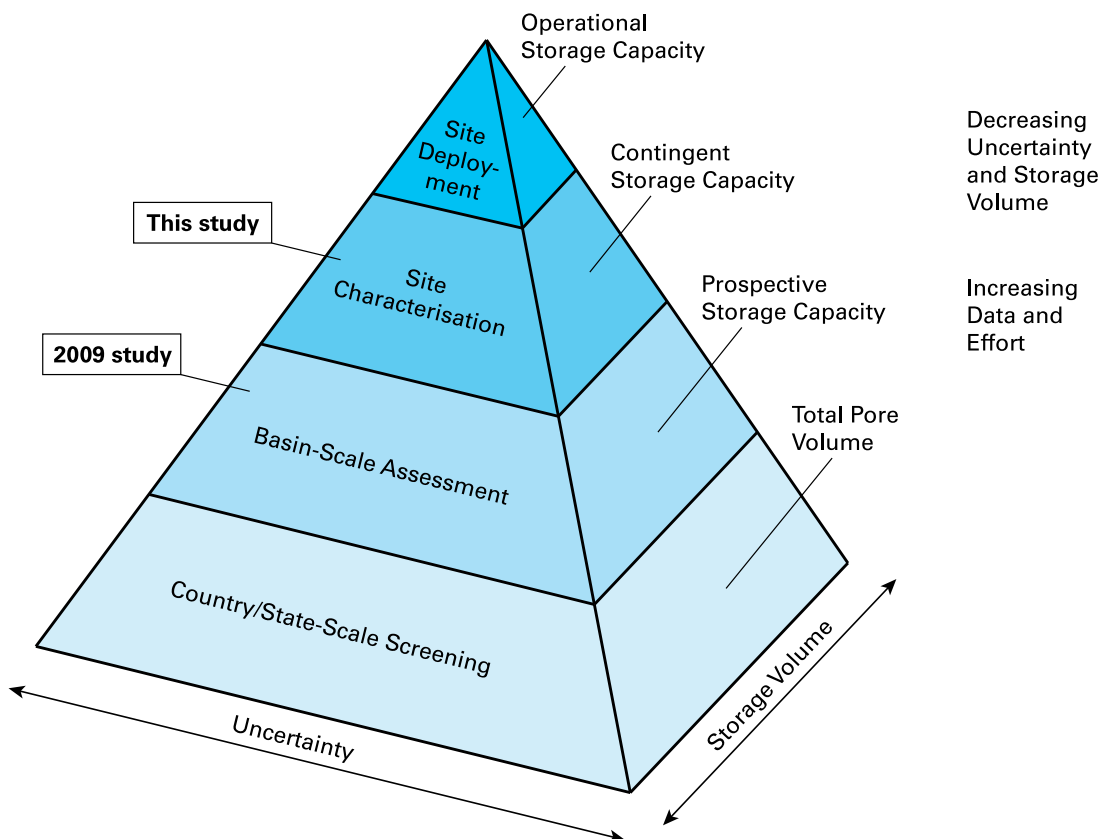 Operational
Storage Capacity
Site
Deploy-
ment
Contingent
Storage Capacity
Decreasing
Uncertainty
and Storage
Volume
This study
Site
Characterisation
Prospective
Storage Capacity
Increasing
Data and
Effort
2009 study
Basin-Scale Assessment
Total Pore
Volume
Country/State-Scale Screening
Uncertainty
Storage Volume